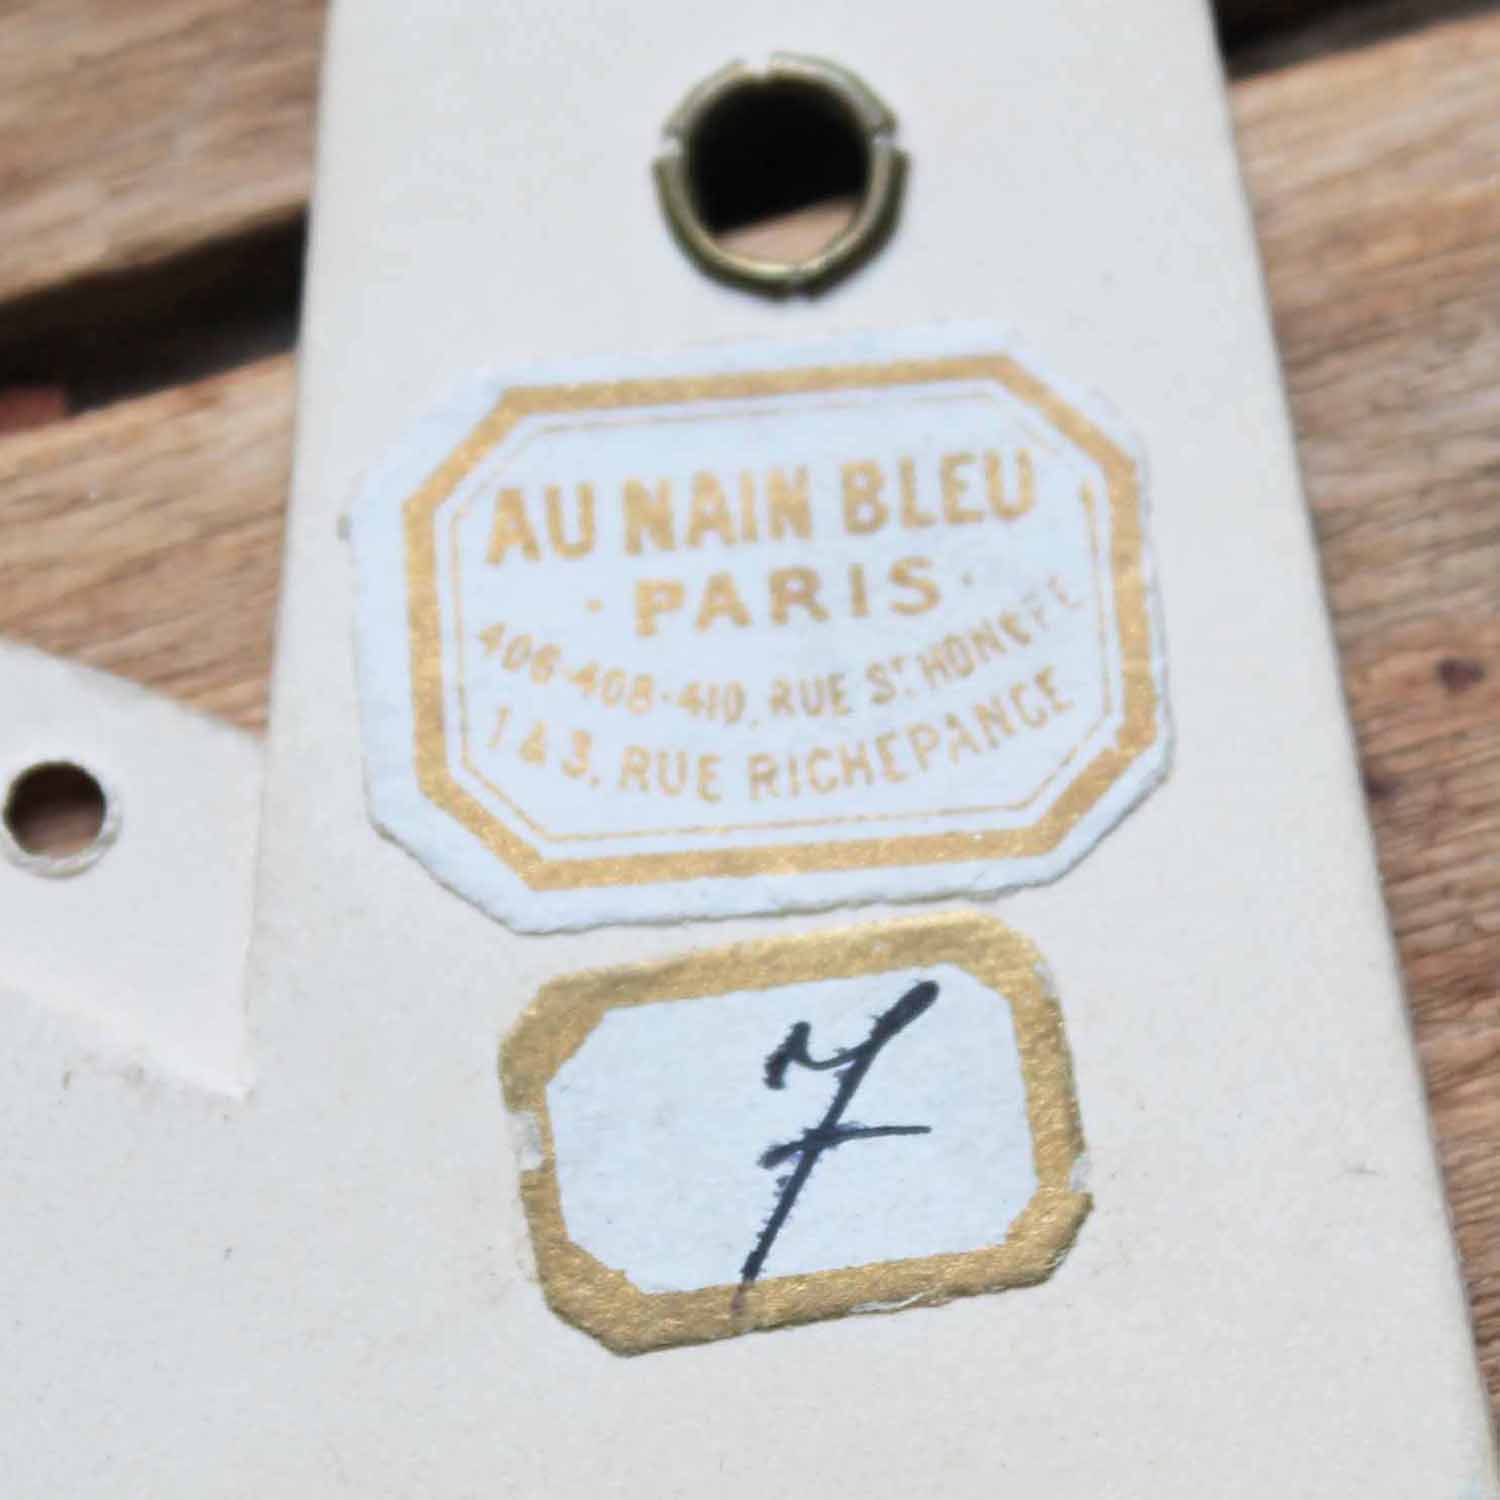 AU NAIN BLEU
· PARIS ·
406-408-410, RUE ST HONORÉ
1 & 3, RUE RICHEPANCE
7